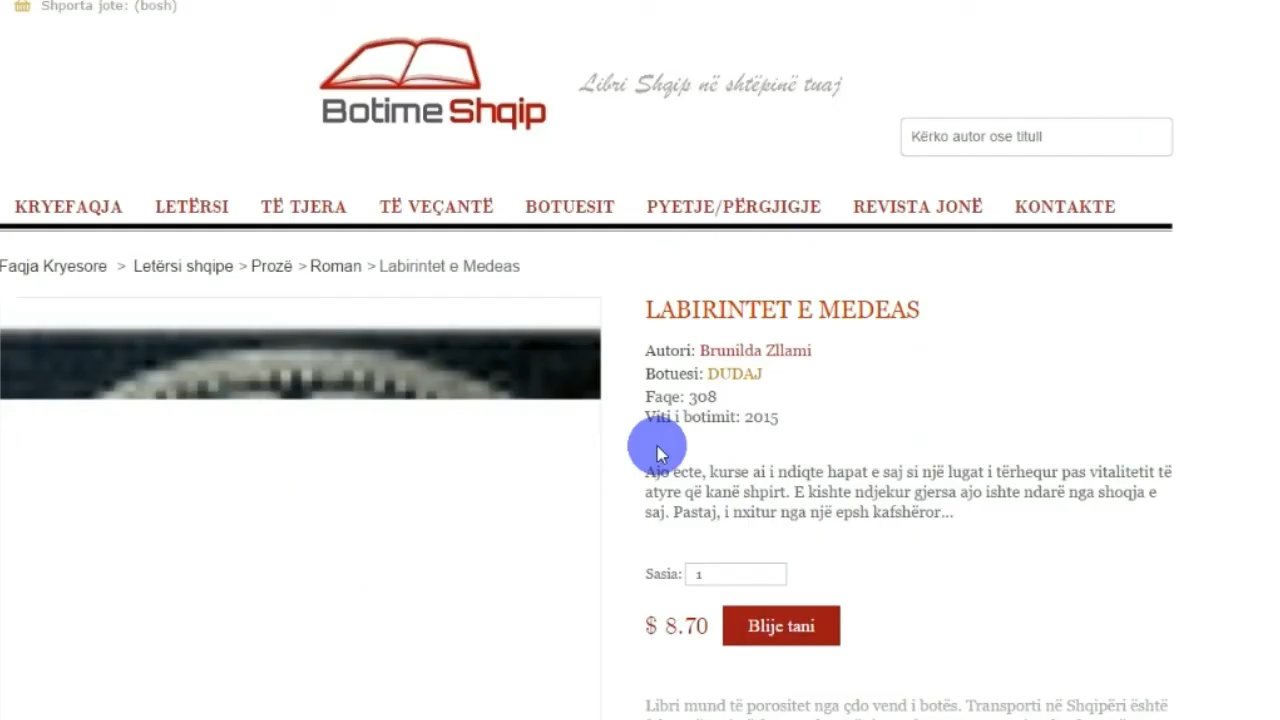 Shporta jote: (bosh)
Botime Shqip
Libri Shqip në shtëpinë tuaj
Kërko autor ose titull
KRYEFAQJA LETËRSI TË TJERA TË VEÇANTË BOTUESIT PYETJE/PËRGJIGJE REVISTA JONË KONTAKTE
Faqja Kryesore > Letërsi shqipe > Prozë > Roman > Labirintet e Medeas
LABIRINTET E MEDEAS
Autori: Brunilda Zllami
Botuesi: DUDAJ
Faqe: 308
Viti i botimit: 2015
Ajo ecte, kurse ai i ndiqte hapat e saj si një lugat i tërhequr pas vitalitetit të
atyre që kanë shpirt. E kishte ndjekur gjersa ajo ishte ndarë nga shoqja e
saj. Pastaj, i nxitur nga një epsh kafshëror...
Sasia: 1
$ 8.70 Blije tani
Libri mund të porositet nga çdo vend i botës. Transporti në Shqipëri është